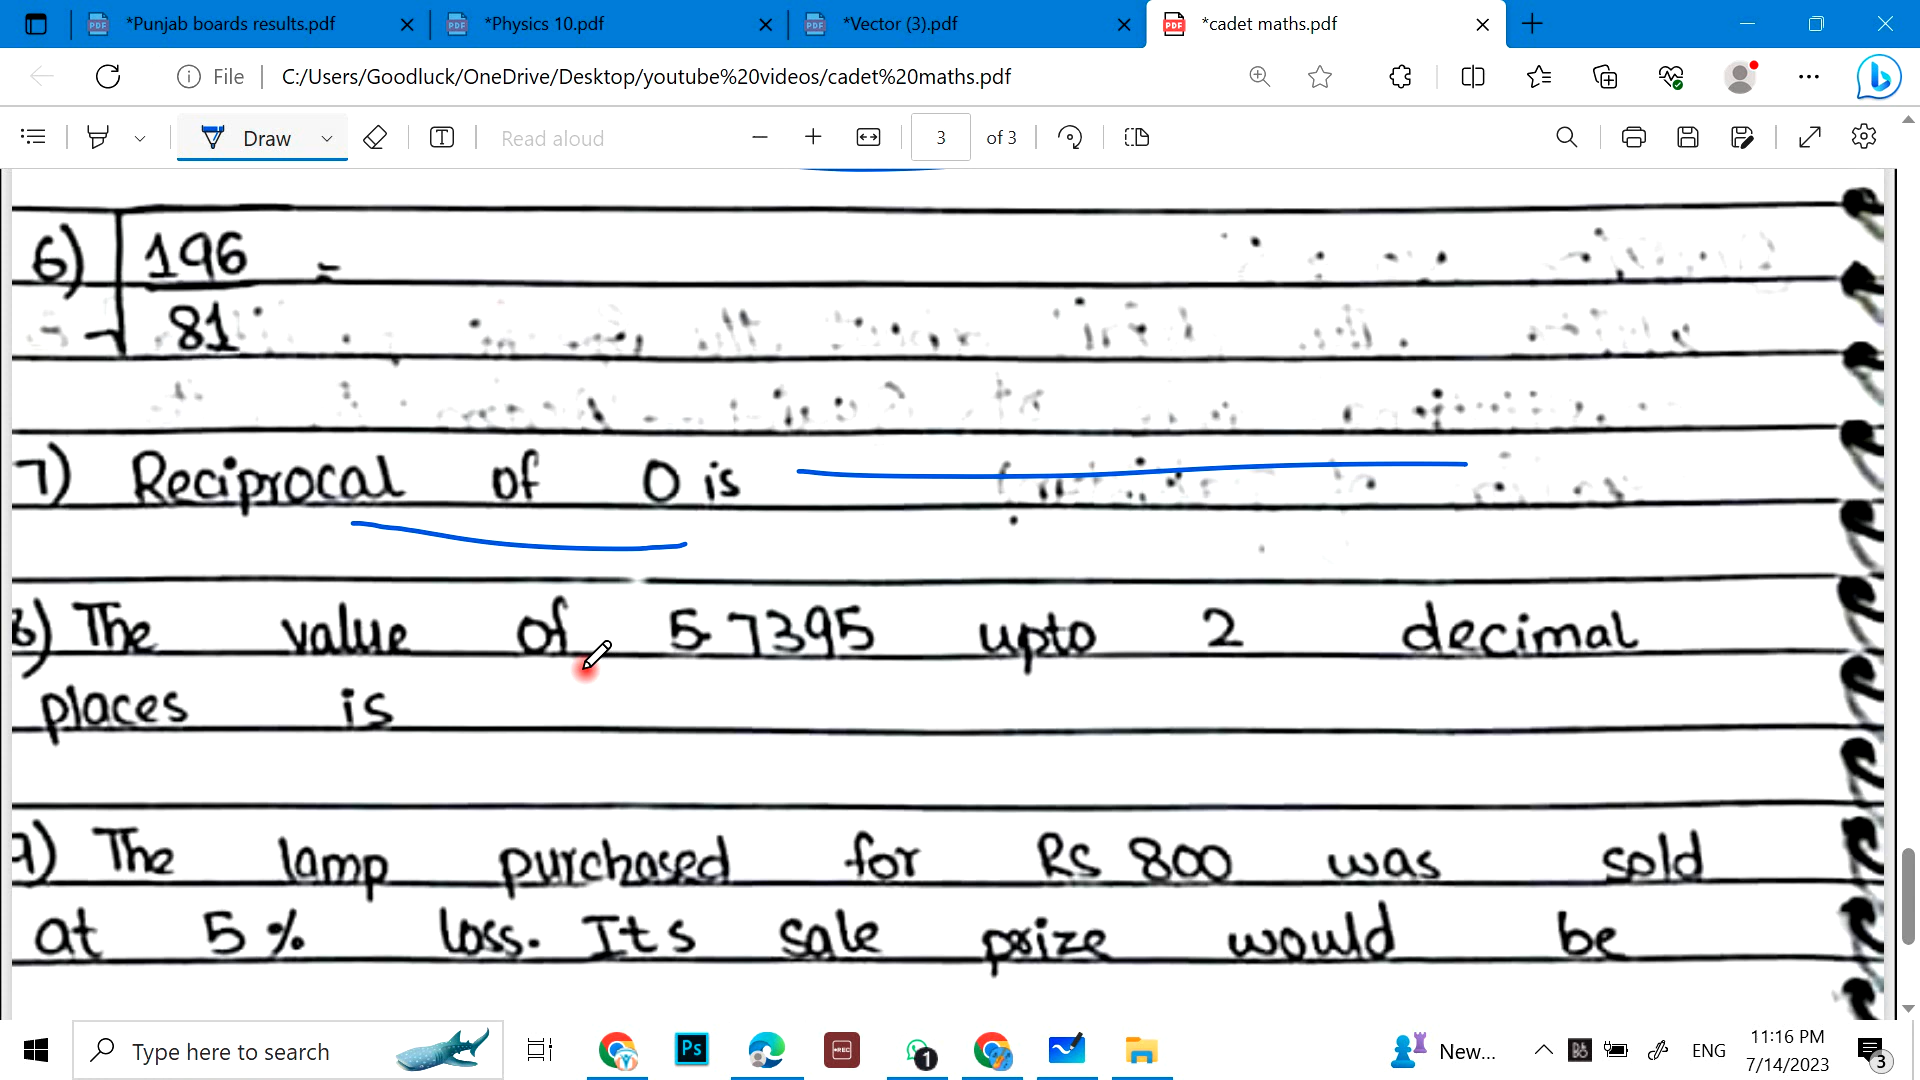 *Punjab boards results.pdf
*Physics 10.pdf
*Vector (3).pdf
*cadet maths.pdf
File
C:/Users/Goodluck/OneDrive/Desktop/youtube%20videos/cadet%20maths.pdf
Draw
Read aloud
3 of 3
6) √196/81 =
7) Reciprocal of 0 is
8) The value of 5.7395 upto 2 decimal
places is
9) The lamp purchased for Rs 800 was sold
at 5% loss. Its sale prize would be
Type here to search
Ps
REC
1
New...
ENG
11:16 PM
7/14/2023
3